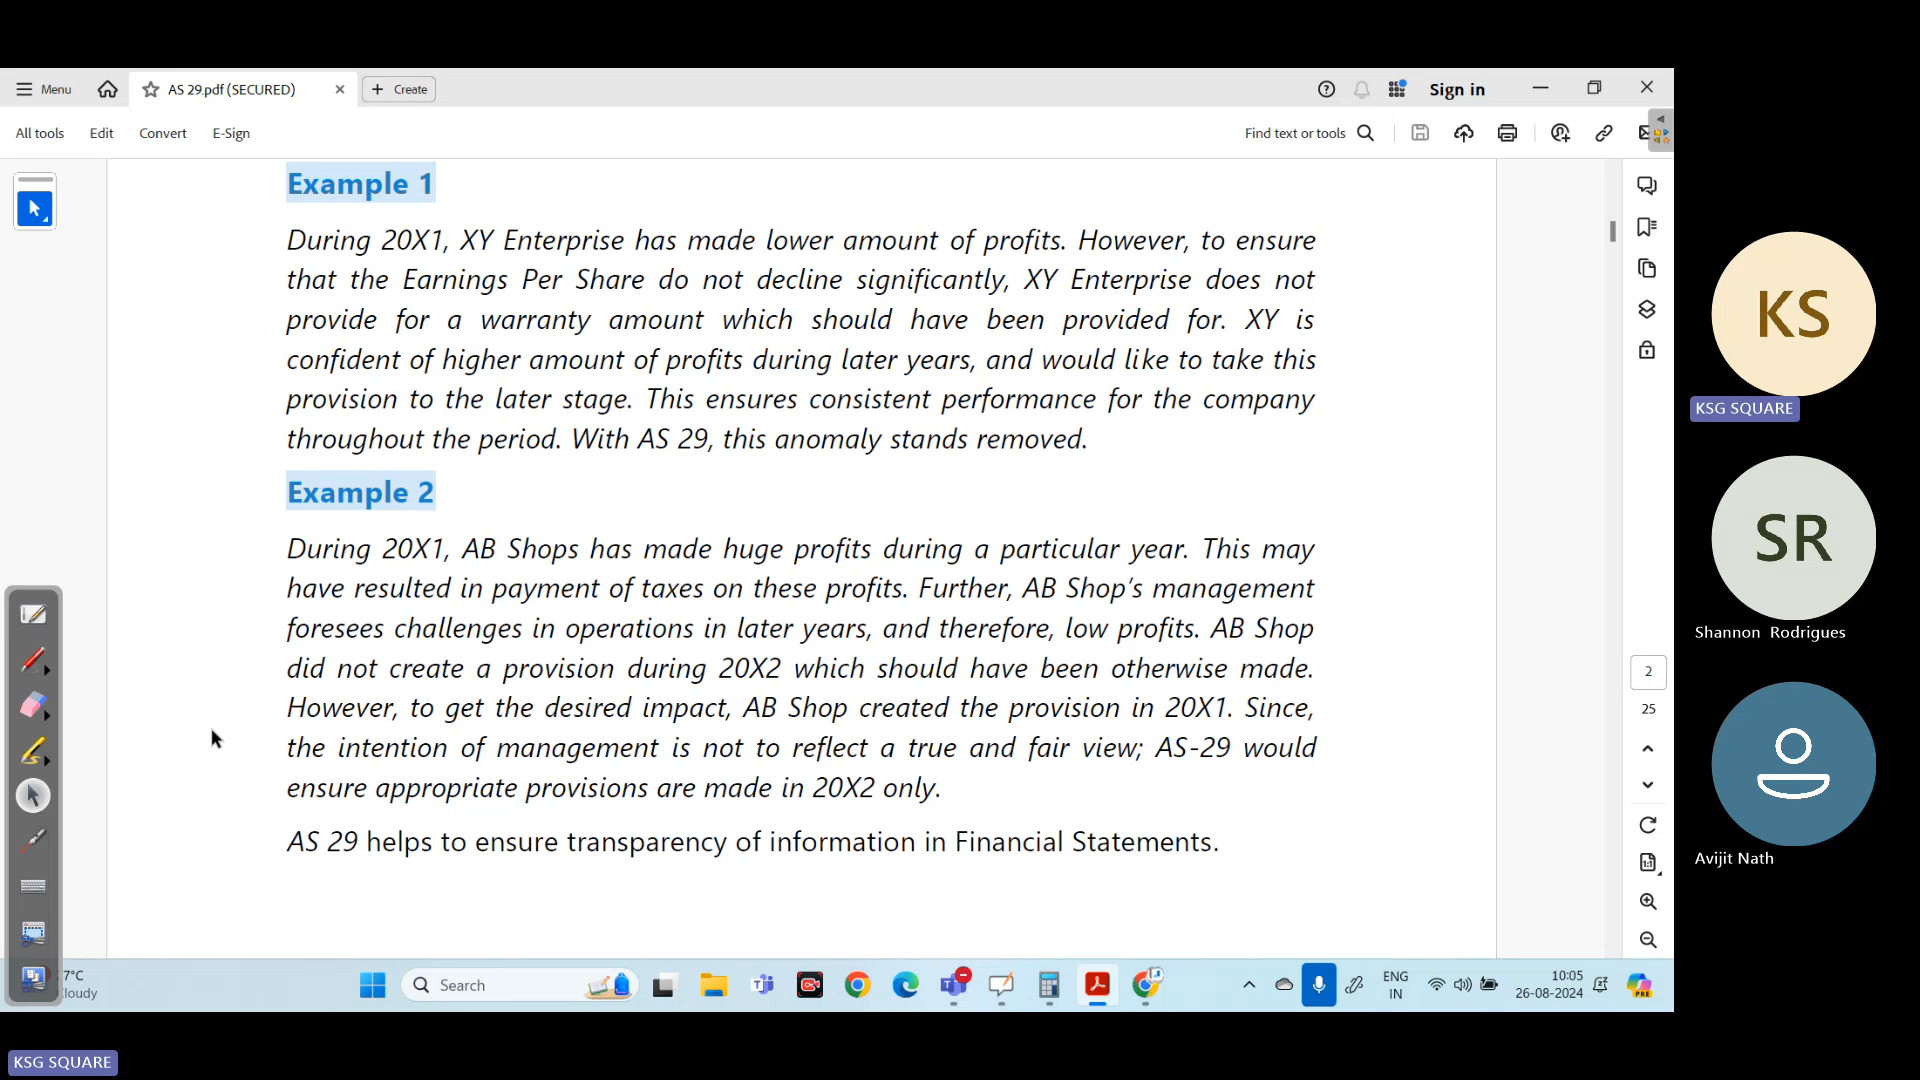 Menu
AS 29.pdf (SECURED)
Create
Sign in
All tools
Edit
Convert
E-Sign
Find text or tools
Example 1
During 20X1, XY Enterprise has made lower amount of profits. However, to ensure
that the Earnings Per Share do not decline significantly, XY Enterprise does not
provide for a warranty amount which should have been provided for. XY is
confident of higher amount of profits during later years, and would like to take this
provision to the later stage. This ensures consistent performance for the company
throughout the period. With AS 29, this anomaly stands removed.
Example 2
During 20X1, AB Shops has made huge profits during a particular year. This may
have resulted in payment of taxes on these profits. Further, AB Shop's management
foresees challenges in operations in later years, and therefore, low profits. AB Shop
did not create a provision during 20X2 which should have been otherwise made.
However, to get the desired impact, AB Shop created the provision in 20X1. Since,
the intention of management is not to reflect a true and fair view; AS-29 would
ensure appropriate provisions are made in 20X2 only.
AS 29 helps to ensure transparency of information in Financial Statements.
2
25
KS
KSG SQUARE
SR
Shannon Rodrigues
Avijit Nath
7°C
Cloudy
Search
ENG
IN
10:05
26-08-2024
PRE
KSG SQUARE